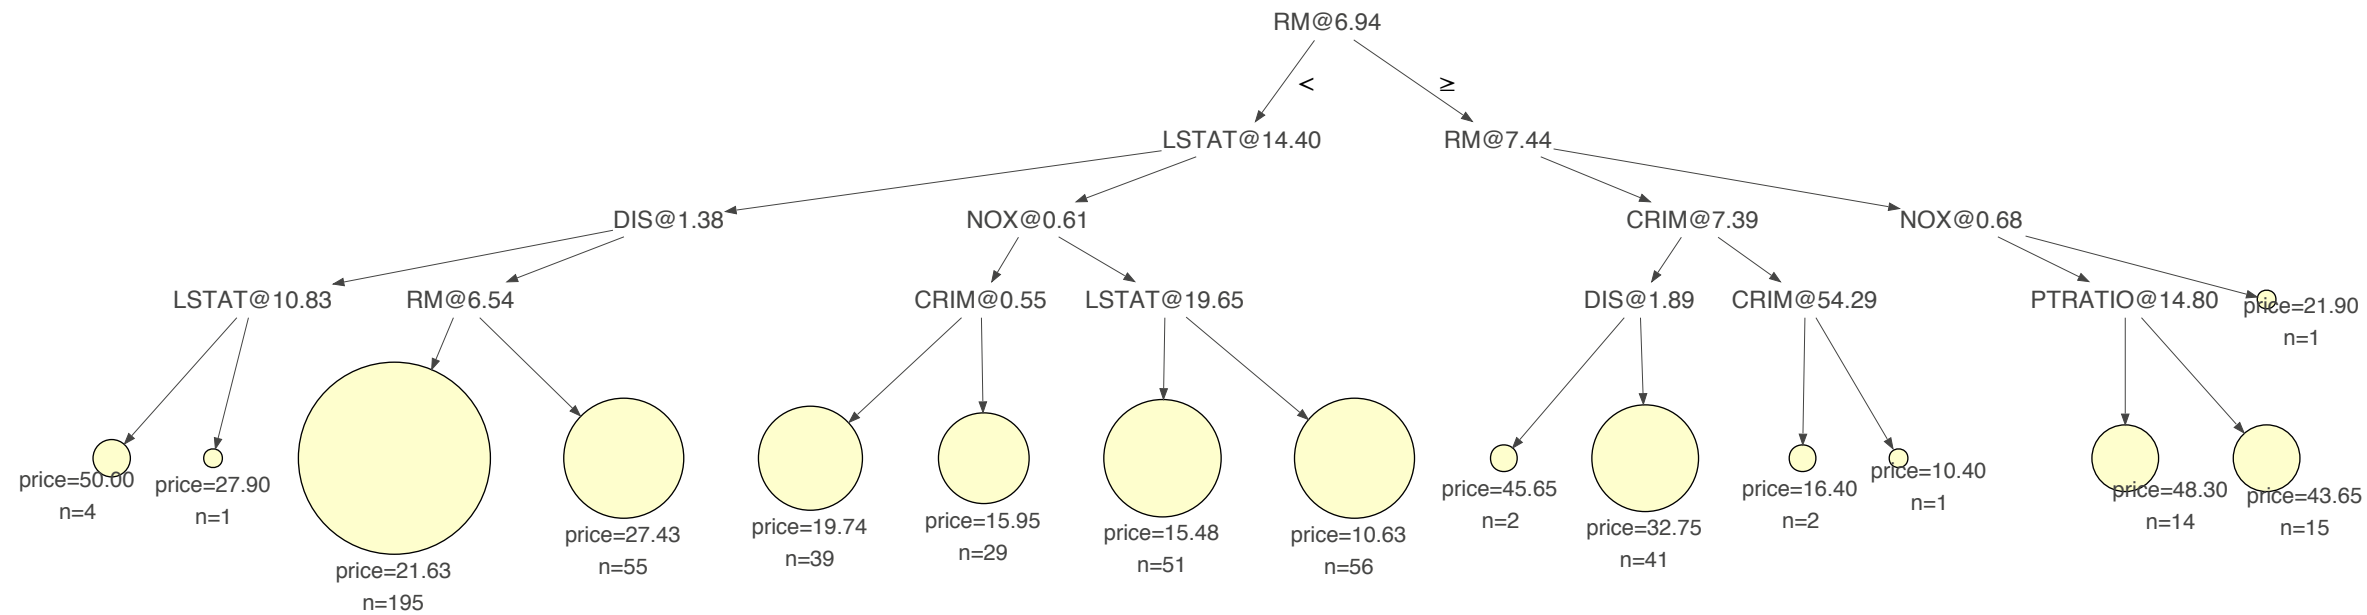 RM@6.94
<
≥
LSTAT@14.40
RM@7.44
DIS@1.38
NOX@0.61
CRIM@7.39
NOX@0.68
LSTAT@10.83
RM@6.54
CRIM@0.55
LSTAT@19.65
DIS@1.89
CRIM@54.29
PTRATIO@14.80
price=21.90
n=1
price=50.00
n=4
price=27.90
n=1
price=21.63
n=195
price=27.43
n=55
price=19.74
n=39
price=15.95
n=29
price=15.48
n=51
price=10.63
n=56
price=45.65
n=2
price=32.75
n=41
price=16.40
n=2
price=10.40
n=1
price=48.30
n=14
price=43.65
n=15